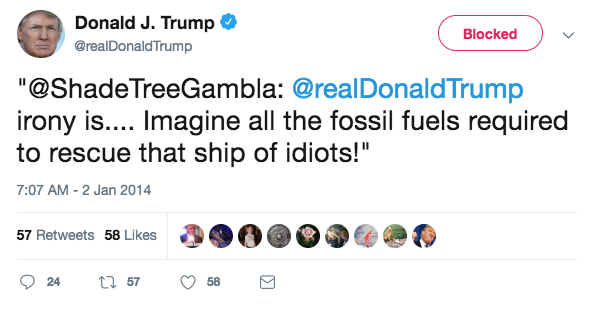 Donald J. Trump
Blocked
@realDonaldTrump
"@ShadeTreeGambla: @realDonaldTrump
irony is.... Imagine all the fossil fuels required
to rescue that ship of idiots!"
7:07 AM - 2 Jan 2014
57 Retweets 58 Likes
24 57 58